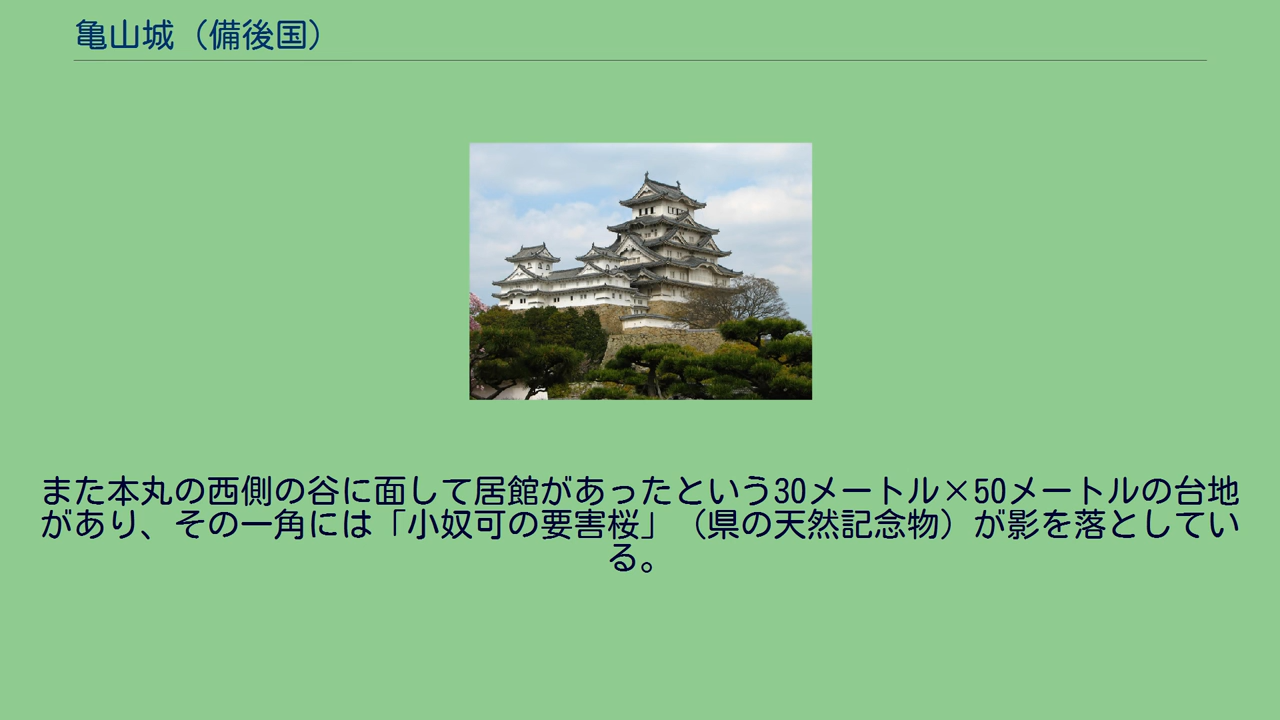 亀山城（備後国）
また本丸の西側の谷に面して居館があったという30メートル×50メートルの台地
があり、その一角には「小奴可の要害桜」（県の天然記念物）が影を落としてい
る。